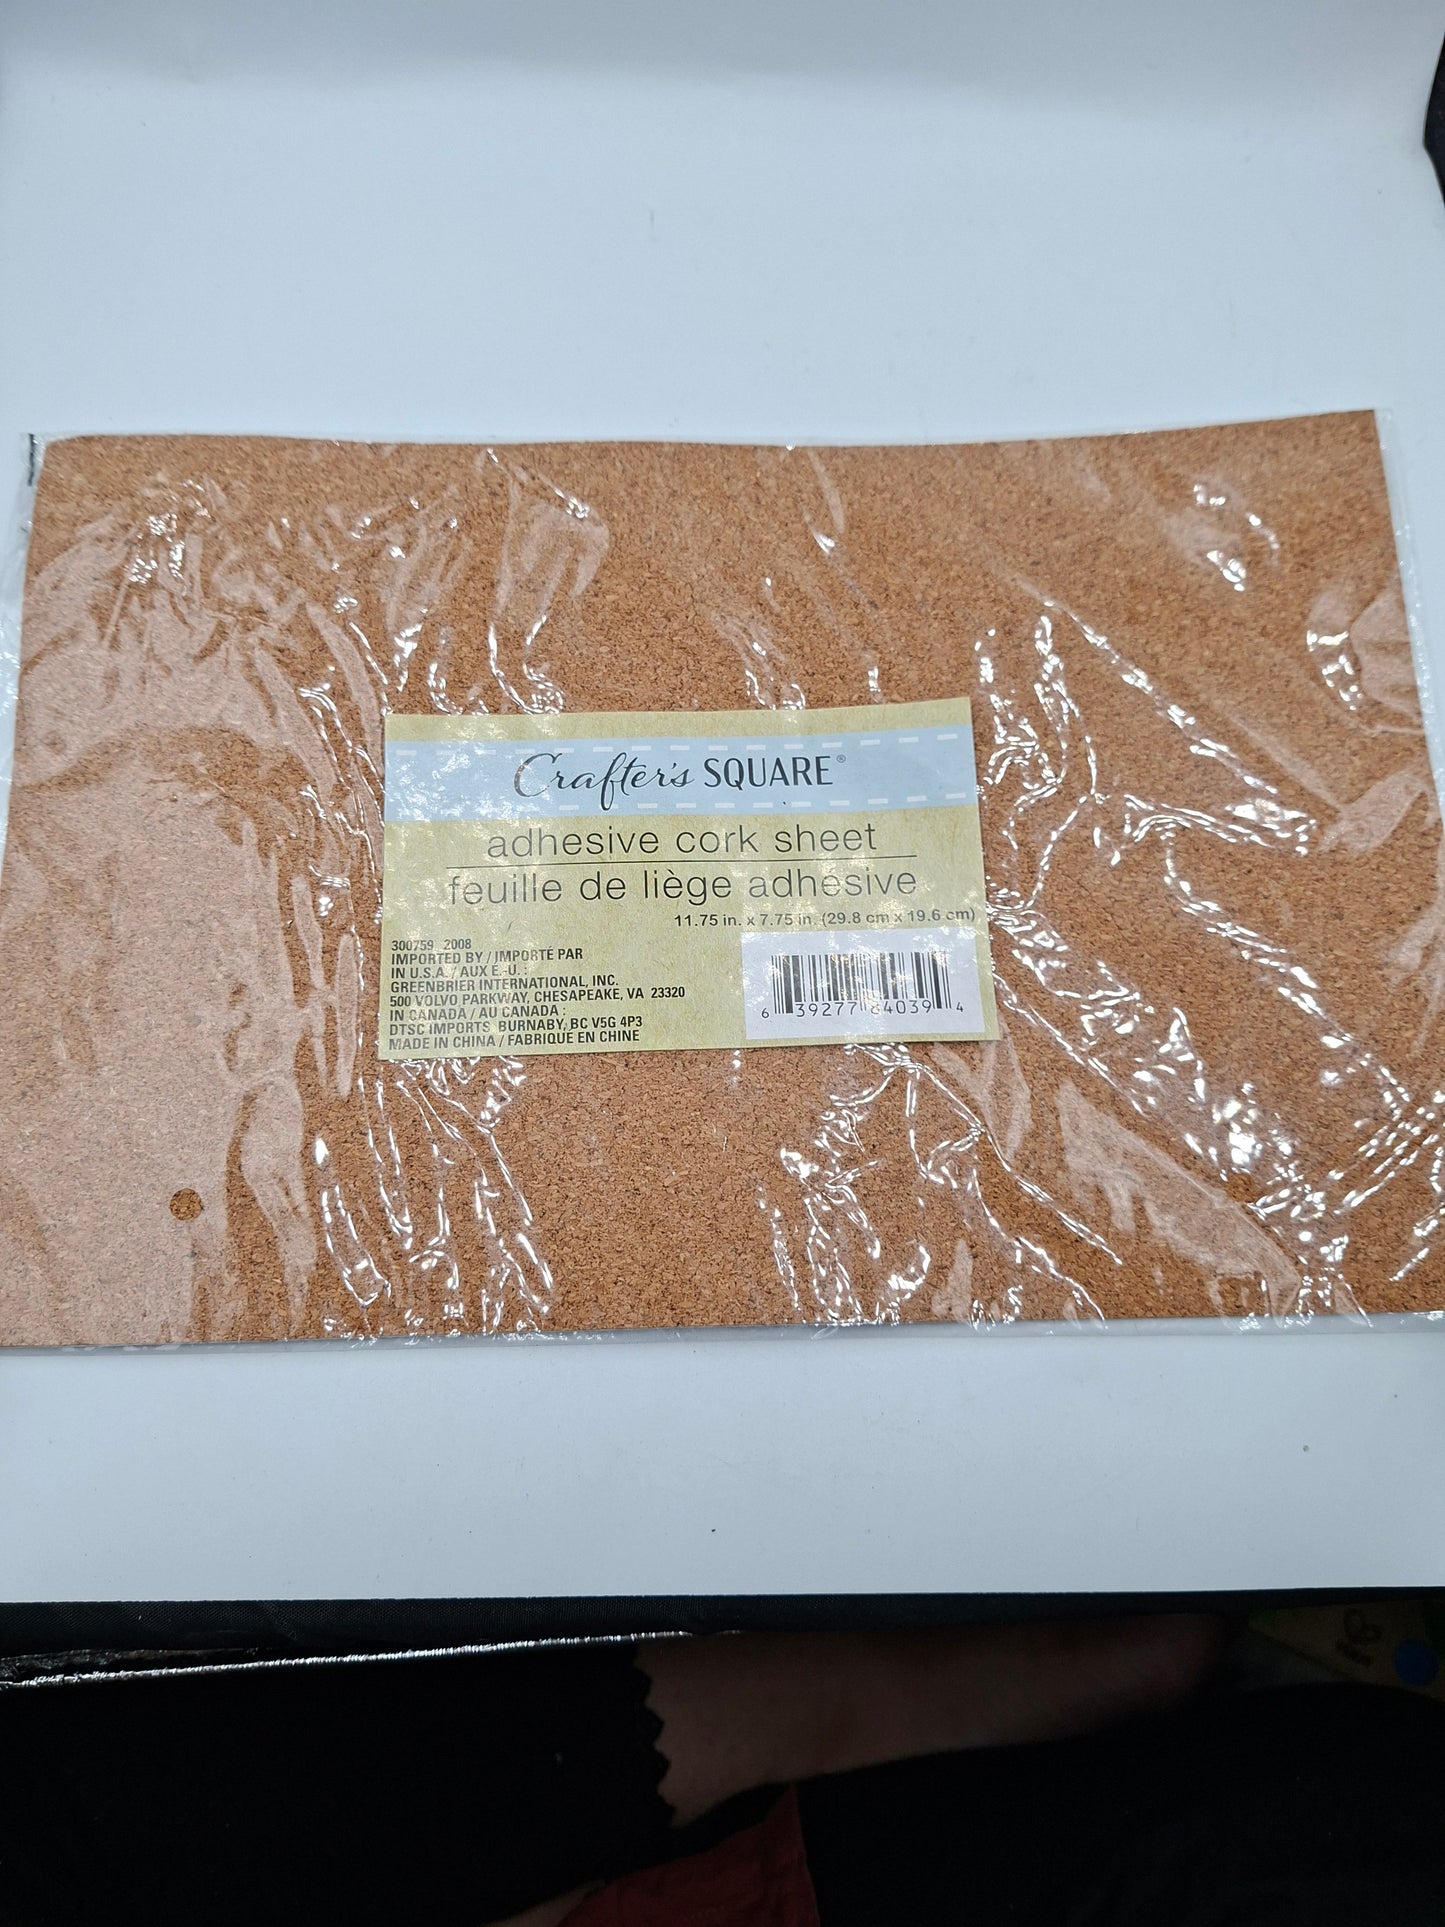 Crafter's SQUARE®
adhesive cork sheet
feuille de liège adhésive
11.75 in. x 7.75 in. (29.8 cm x 19.6 cm)
300759 2008
IMPORTED BY / IMPORTÉ PAR
IN U.S.A. / AUX É.-U. :
GREENBRIER INTERNATIONAL, INC.
500 VOLVO PARKWAY, CHESAPEAKE, VA 23320
IN CANADA / AU CANADA :
DTSC IMPORTS, BURNABY, BC V5G 4P3
MADE IN CHINA / FABRIQUÉ EN CHINE
6 39277 64039 4